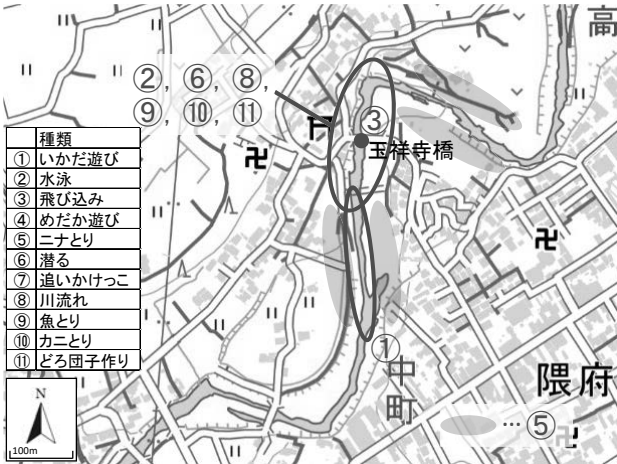 高
②, ⑥, ⑧,
⑨, ⑩, ⑪
③
玉祥寺橋
種類
① いかだ遊び
② 水泳
③ 飛び込み
④ めだか遊び
⑤ ニナとり
⑥ 潜る
⑦ 追いかけっこ
⑧ 川流れ
⑨ 魚とり
⑩ カニとり
⑪ どろ団子作り
①
中町
隈府
…⑤
N
100m